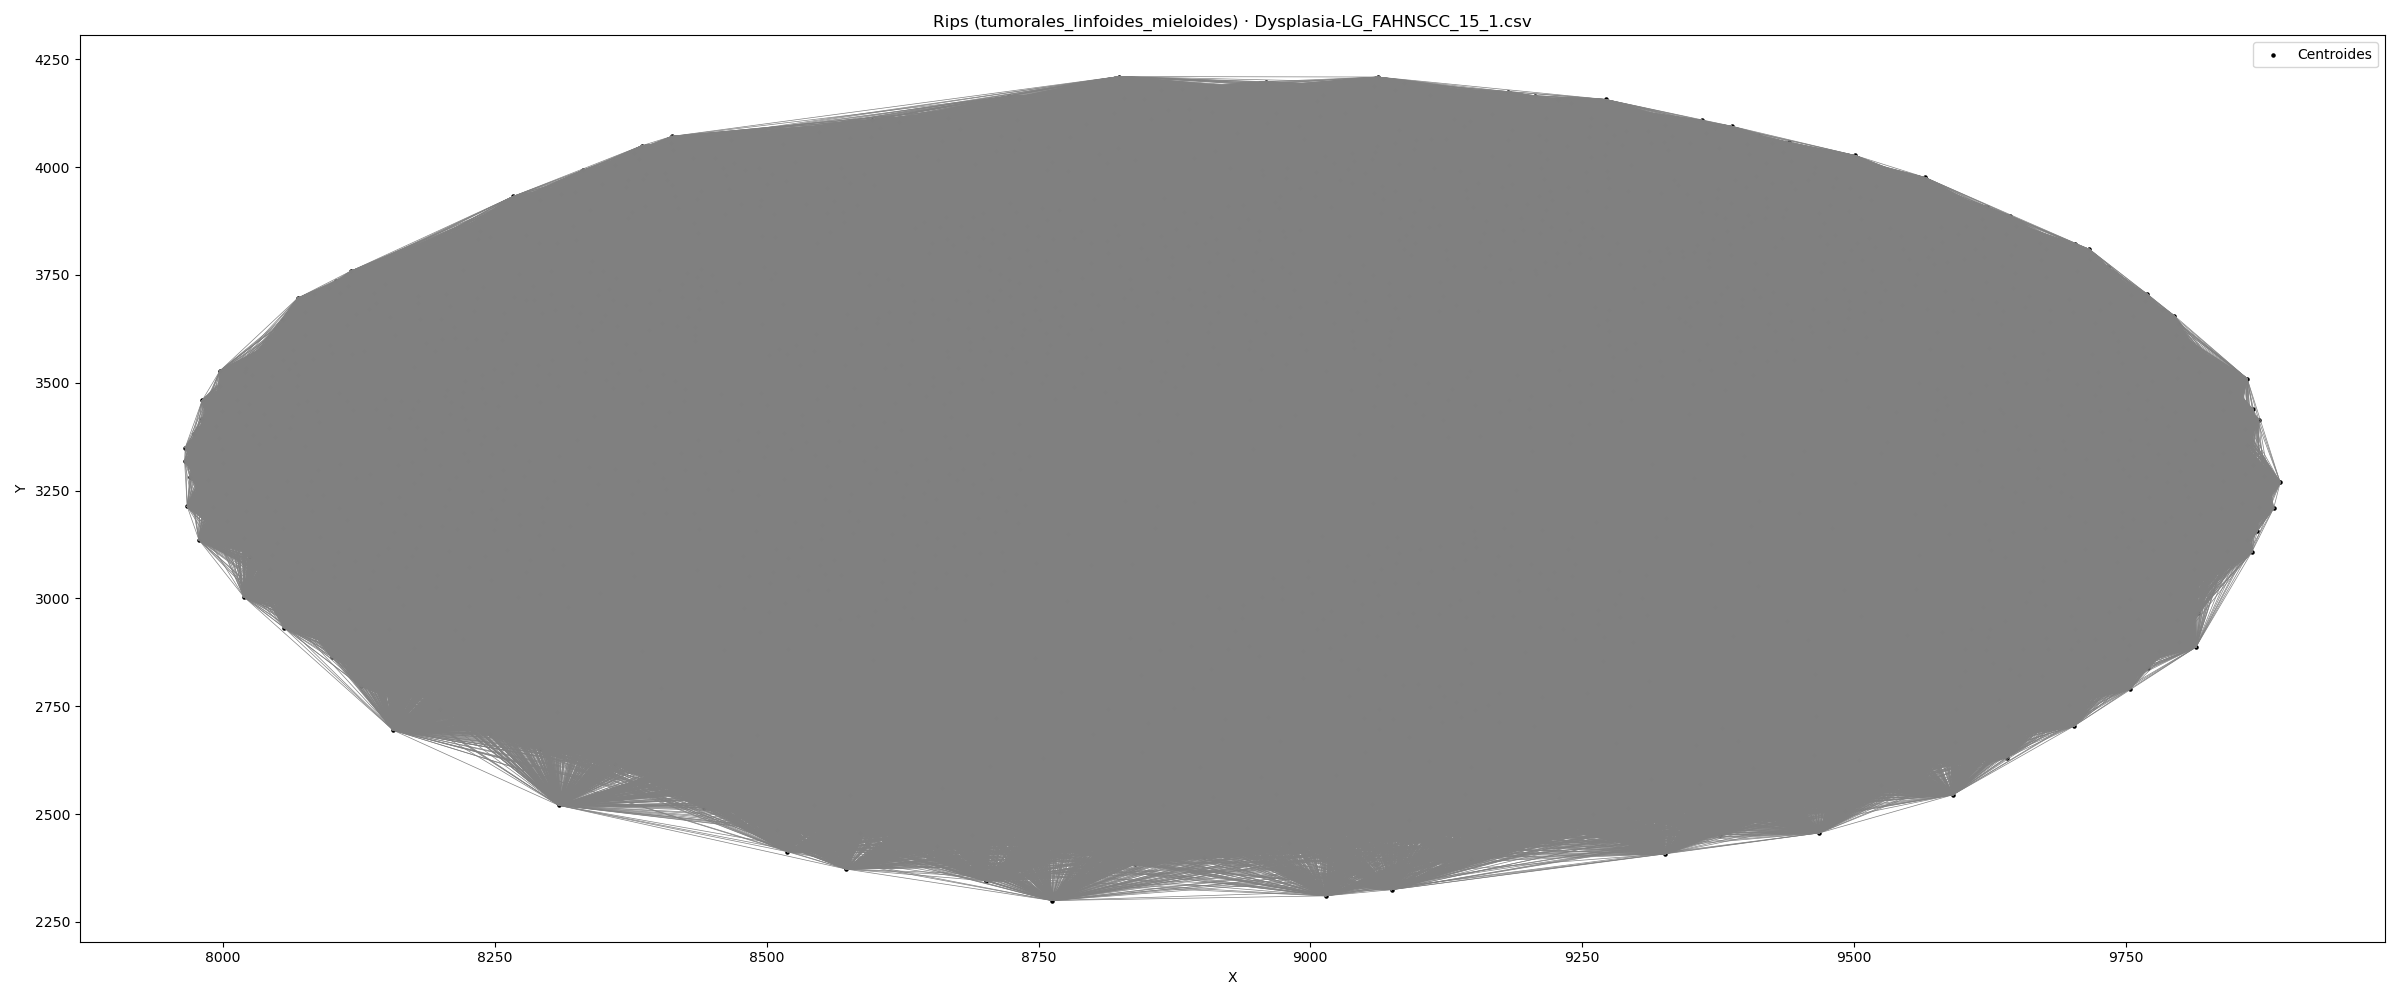 Rips (tumorales_linfoides_mieloides) · Dysplasia-LG_FAHNSCC_15_1.csv
Centroides
4250
4000
3750
3500
3250
3000
2750
2500
2250
Y
8000 8250 8500 8750 9000 9250 9500 9750
X